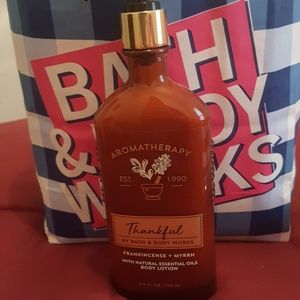 BATH
& BODY
WORKS
AROMATHERAPY
EST. 1990
Thankful
BY BATH & BODY WORKS
FRANKINCENSE + MYRRH
WITH NATURAL ESSENTIAL OILS
BODY LOTION